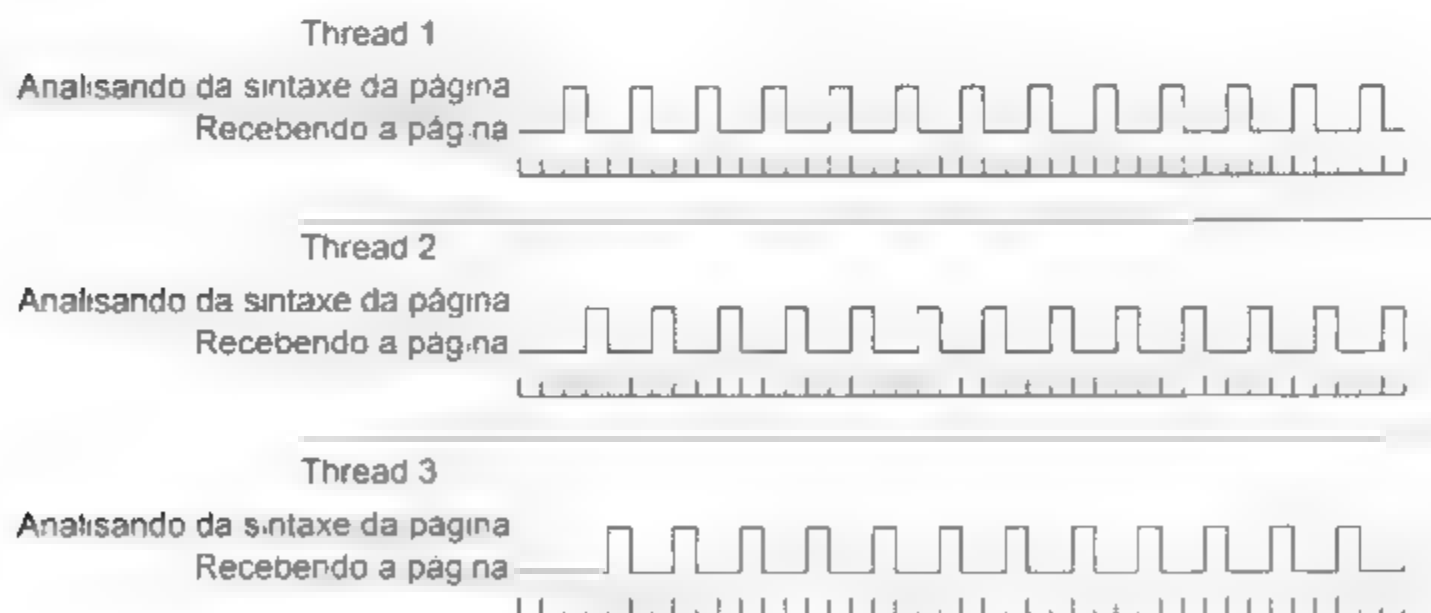 Thread 1
Analisando da sintaxe da página
Recebendo a página
Thread 2
Analisando da sintaxe da página
Recebendo a página
Thread 3
Analisando da sintaxe da página
Recebendo a página